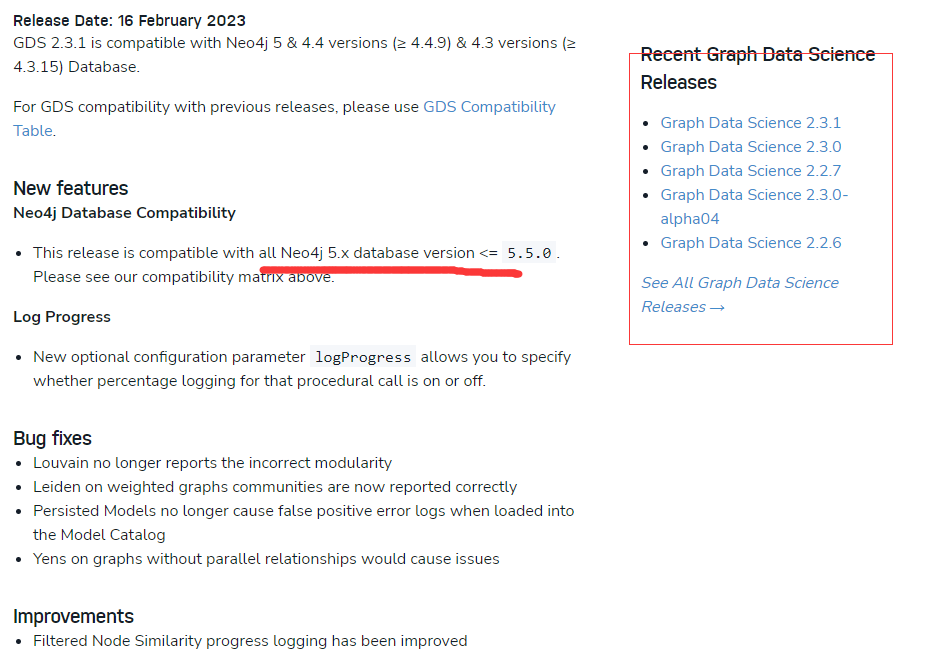 Release Date: 16 February 2023
GDS 2.3.1 is compatible with Neo4j 5 & 4.4 versions (≥ 4.4.9) & 4.3 versions (≥
4.3.15) Database.
For GDS compatibility with previous releases, please use GDS Compatibility
Table.
New features
Neo4j Database Compatibility
• This release is compatible with all Neo4j 5.x database version <= 5.5.0 .
Please see our compatibility matrix above.
Log Progress
• New optional configuration parameter logProgress allows you to specify
whether percentage logging for that procedural call is on or off.
Bug fixes
• Louvain no longer reports the incorrect modularity
• Leiden on weighted graphs communities are now reported correctly
• Persisted Models no longer cause false positive error logs when loaded into
the Model Catalog
• Yens on graphs without parallel relationships would cause issues
Improvements
• Filtered Node Similarity progress logging has been improved
Recent Graph Data Science
Releases
• Graph Data Science 2.3.1
• Graph Data Science 2.3.0
• Graph Data Science 2.2.7
• Graph Data Science 2.3.0-
alpha04
• Graph Data Science 2.2.6
See All Graph Data Science
Releases →